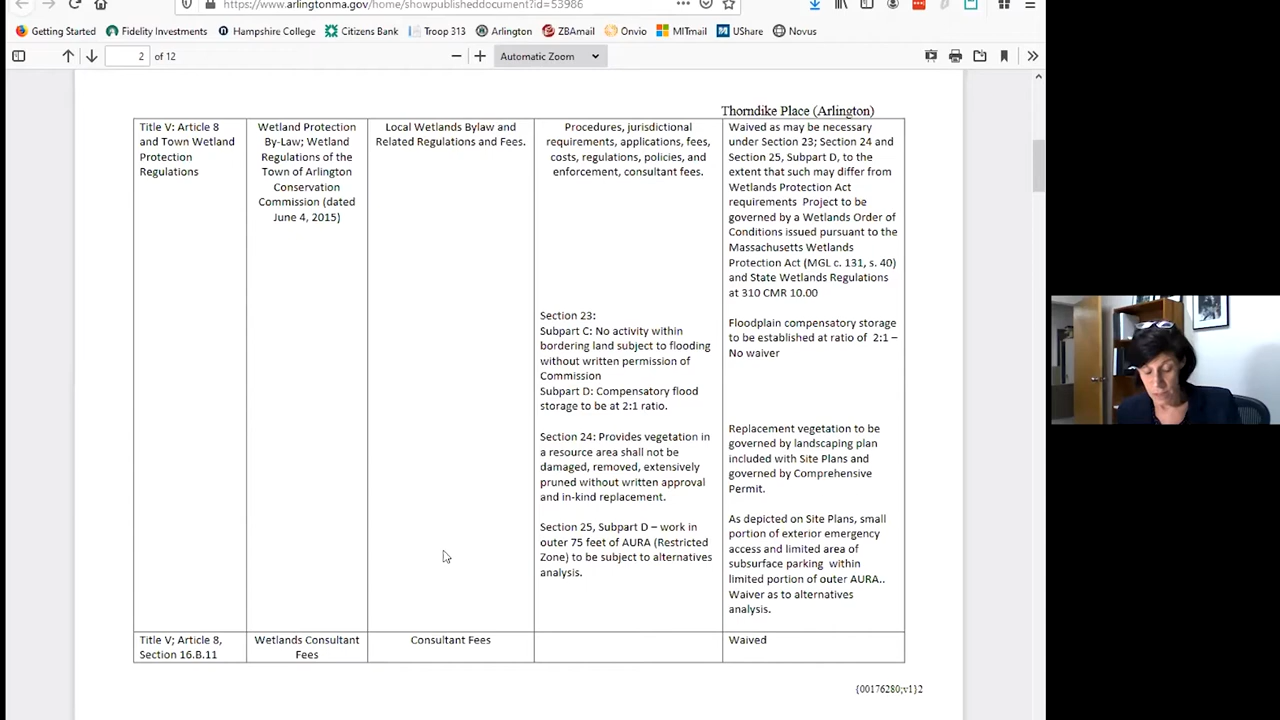 https://www.arlingtonma.gov/home/showpublisheddocument?id=53986
Getting Started
Fidelity Investments
Hampshire College
Citizens Bank
Troop 313
Arlington
ZBAmail
Onvio
MITmail
UShare
Novus
2 of 12
Automatic Zoom
Thorndike Place (Arlington)
Title V: Article 8
and Town Wetland
Protection
Regulations
Wetland Protection
By-Law; Wetland
Regulations of the
Town of Arlington
Conservation
Commission (dated
June 4, 2015)
Local Wetlands Bylaw and
Related Regulations and Fees.
Procedures, jurisdictional
requirements, applications, fees,
costs, regulations, policies, and
enforcement, consultant fees.
Section 23:
Subpart C: No activity within
bordering land subject to flooding
without written permission of
Commission
Subpart D: Compensatory flood
storage to be at 2:1 ratio.
Section 24: Provides vegetation in
a resource area shall not be
damaged, removed, extensively
pruned without written approval
and in-kind replacement.
Section 25, Subpart D – work in
outer 75 feet of AURA (Restricted
Zone) to be subject to alternatives
analysis.
Waived as may be necessary
under Section 23; Section 24 and
Section 25, Subpart D, to the
extent that such may differ from
Wetlands Protection Act
requirements Project to be
governed by a Wetlands Order of
Conditions issued pursuant to the
Massachusetts Wetlands
Protection Act (MGL c. 131, s. 40)
and State Wetlands Regulations
at 310 CMR 10.00
Floodplain compensatory storage
to be established at ratio of 2:1 –
No waiver
Replacement vegetation to be
governed by landscaping plan
included with Site Plans and
governed by Comprehensive
Permit.
As depicted on Site Plans, small
portion of exterior emergency
access and limited area of
subsurface parking within
limited portion of outer AURA..
Waiver as to alternatives
analysis.
Title V; Article 8,
Section 16.B.11
Wetlands Consultant
Fees
Consultant Fees
Waived
{00176280;v1}2